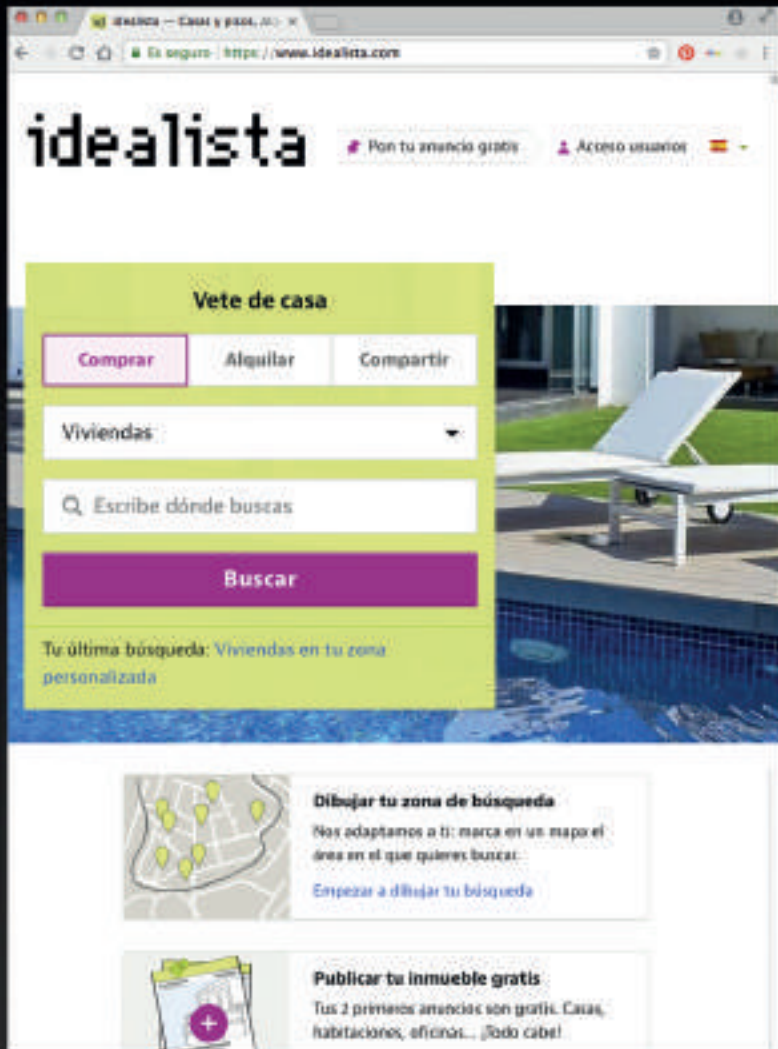 idealista — Casas y pisos,
Es seguro https://www.idealista.com
idealista
Pon tu anuncio gratis
Acceso usuarios
Vete de casa
Comprar Alquilar Compartir
Viviendas
Escribe dónde buscas
Buscar
Tu última búsqueda: Viviendas en tu zona
personalizada
Dibujar tu zona de búsqueda
Nos adaptamos a ti: marca en un mapa el
área en el que quieres buscar.
Empezar a dibujar tu búsqueda
Publicar tu inmueble gratis
Tus 2 primeros anuncios son gratis. Casas,
habitaciones, oficinas... ¡Todo cabe!